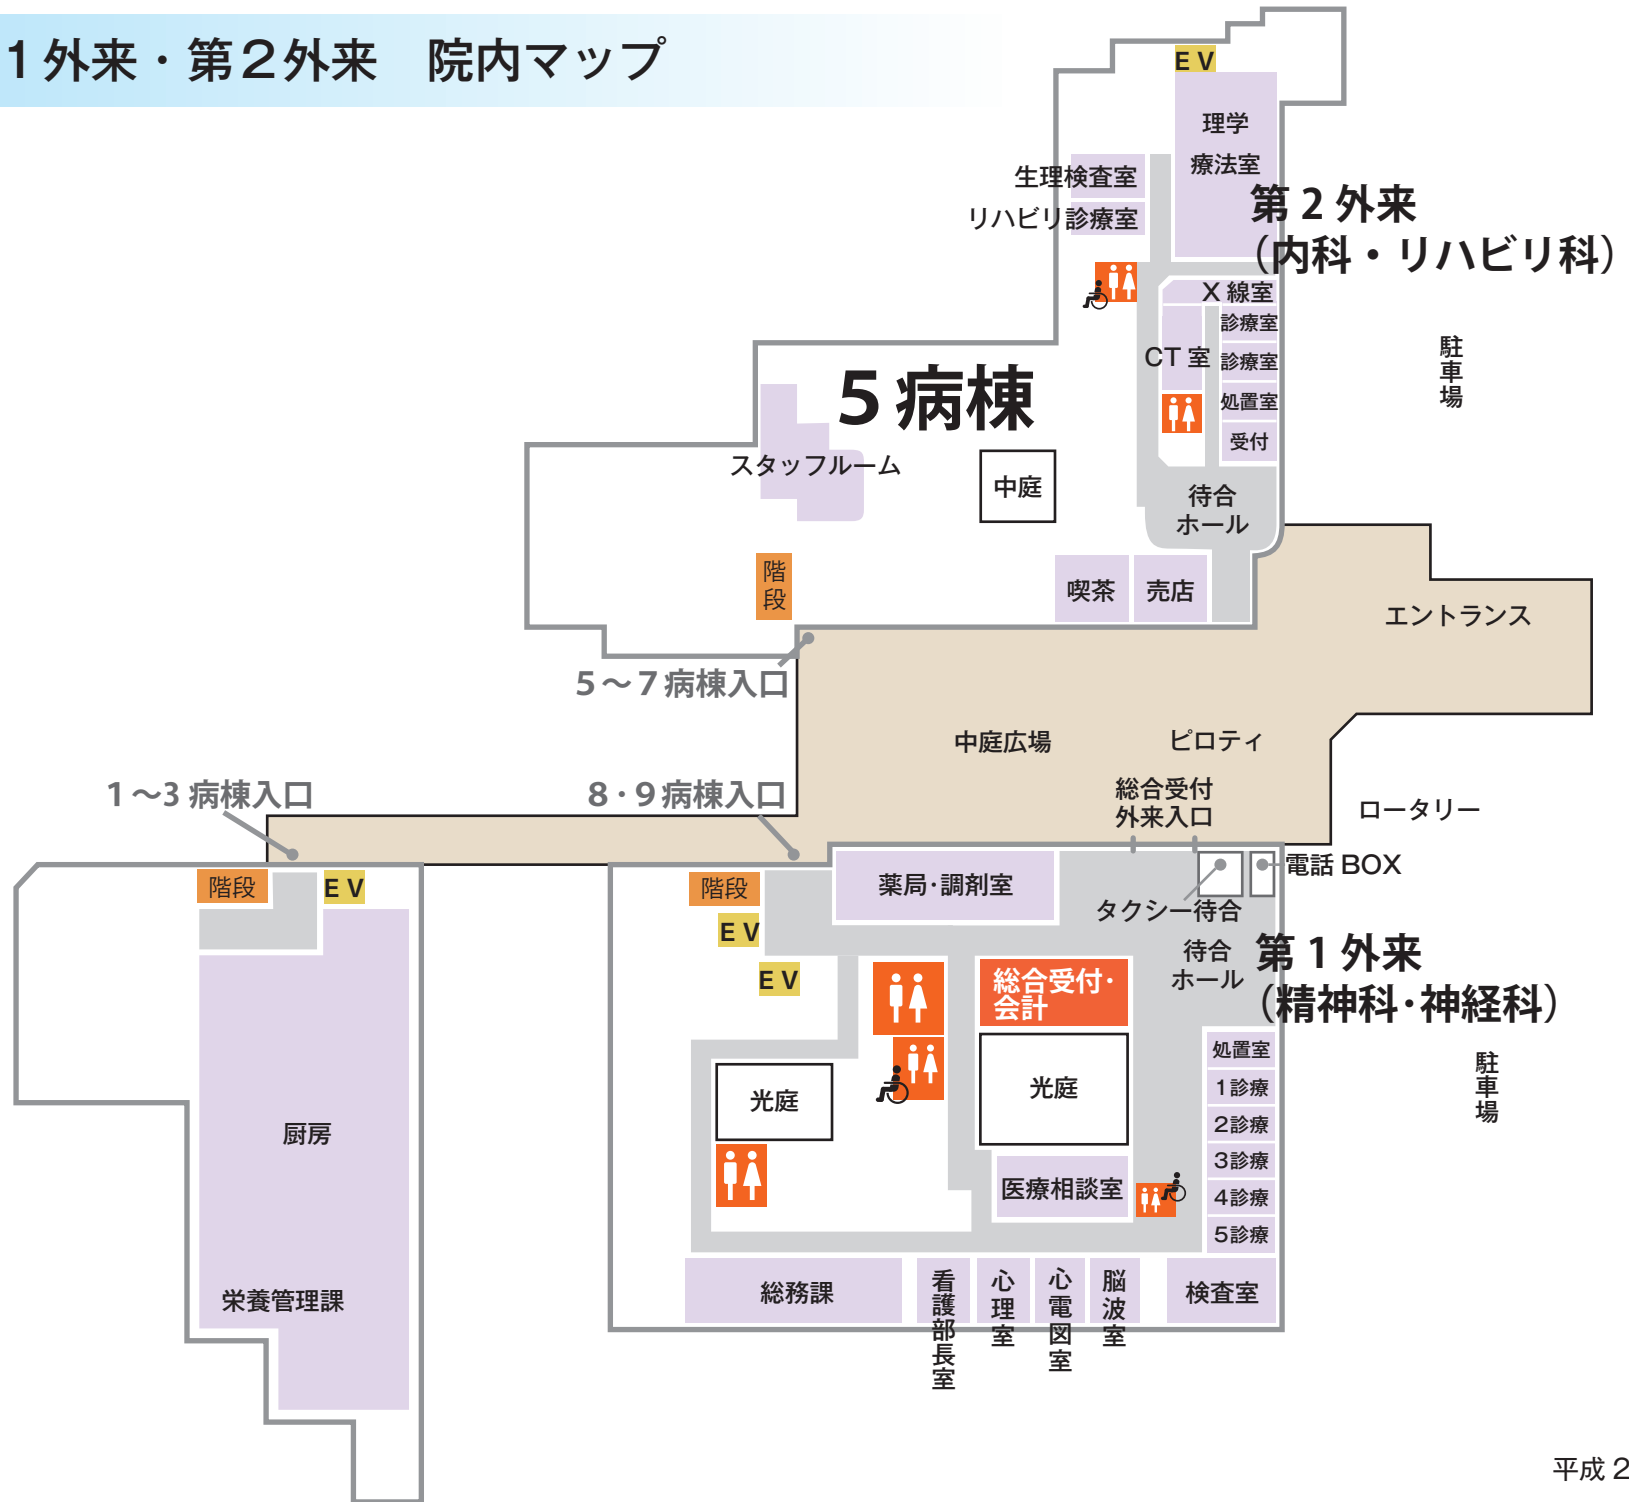 1外来・第2外来　院内マップ
EV
理学
療法室
生理検査室
リハビリ診療室
第2外来
（内科・リハビリ科）
X線室
診療室
CT室
診療室
処置室
受付
駐車場
5病棟
スタッフルーム
中庭
待合
ホール
階段
喫茶
売店
エントランス
5〜7病棟入口
中庭広場
ピロティ
1〜3病棟入口
8・9病棟入口
総合受付
外来入口
ロータリー
階段
EV
階段
EV
EV
薬局・調剤室
電話BOX
タクシー待合
待合
ホール
第1外来
（精神科・神経科）
総合受付・
会計
処置室
1診療
2診療
3診療
4診療
5診療
駐車場
光庭
光庭
厨房
医療相談室
栄養管理課
総務課
看護部長室
心理室
心電図室
脳波室
検査室
平成2